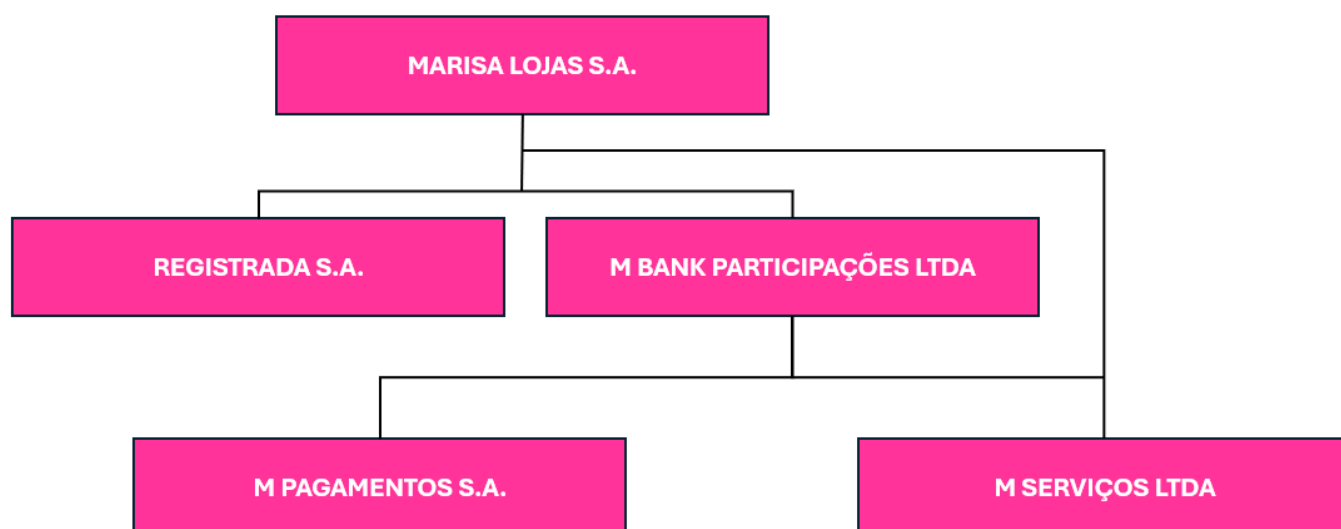 MARISA LOJAS S.A.
REGISTRADA S.A.
M BANK PARTICIPAÇÕES LTDA
M PAGAMENTOS S.A.
M SERVIÇOS LTDA